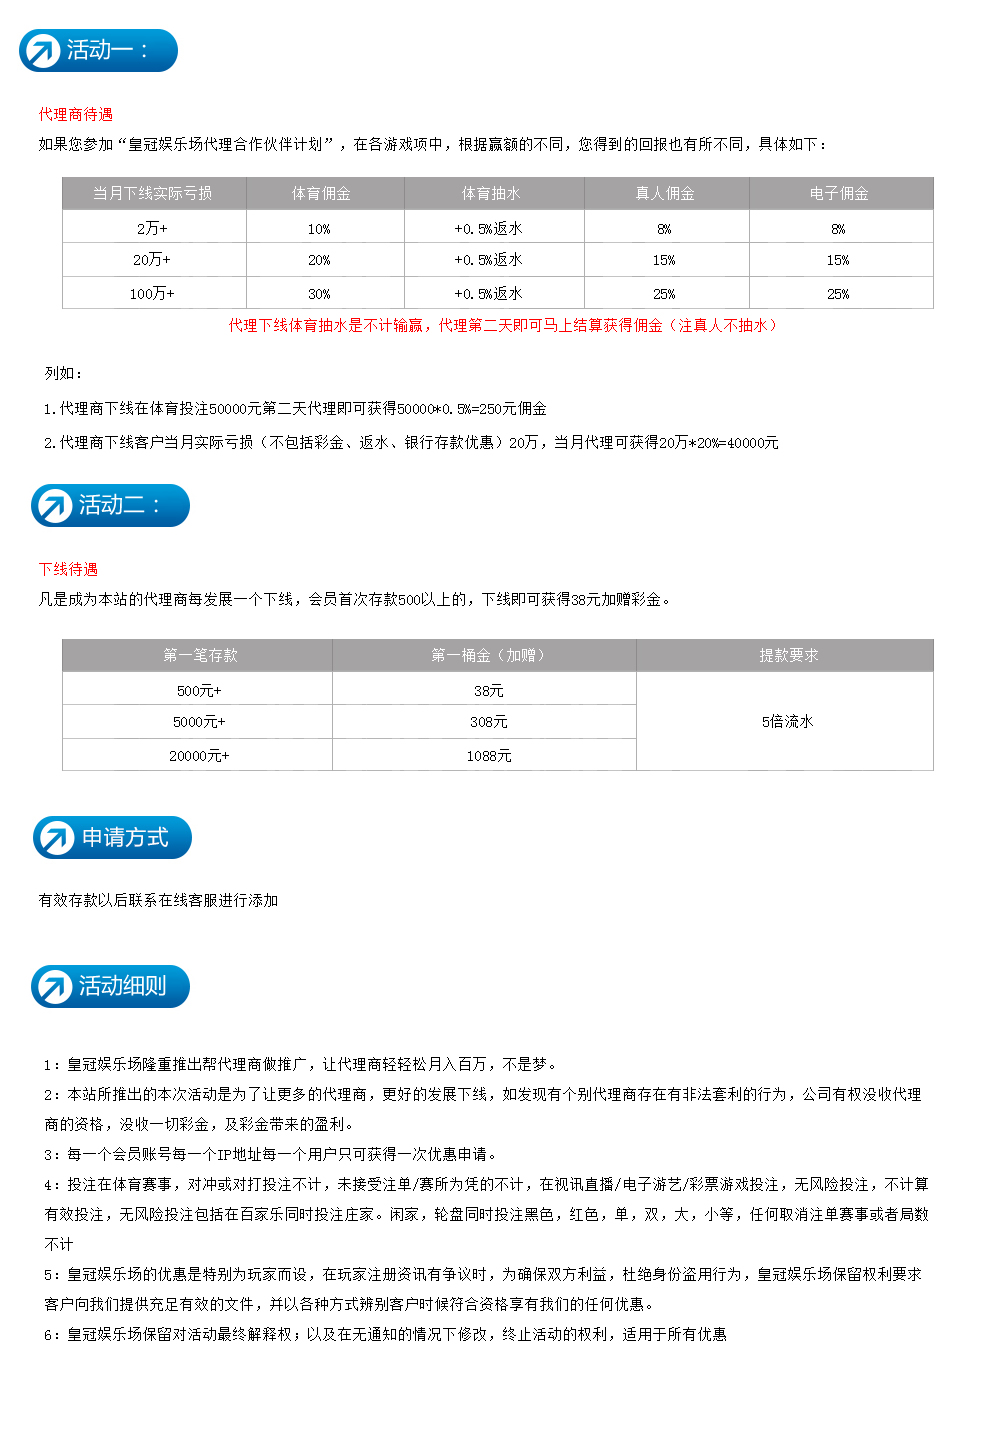 活动一：
代理商待遇
如果您参加“皇冠娱乐场代理合作伙伴计划”，在各游戏项中，根据赢额的不同，您得到的回报也有所不同，具体如下：
当月下线实际亏损 体育佣金 体育抽水 真人佣金 电子佣金
2万+ 10% +0.5%返水 8% 8%
20万+ 20% +0.5%返水 15% 15%
100万+ 30% +0.5%返水 25% 25%
代理下线体育抽水是不计输赢，代理第二天即可马上结算获得佣金（注真人不抽水）
列如：
1.代理商下线在体育投注50000元第二天代理即可获得50000*0.5%=250元佣金
2.代理商下线客户当月实际亏损（不包括彩金、返水、银行存款优惠）20万，当月代理可获得20万*20%=40000元
活动二：
下线待遇
凡是成为本站的代理商每发展一个下线，会员首次存款500以上的，下线即可获得38元加赠彩金。
第一笔存款 第一桶金（加赠） 提款要求
500元+ 38元
5000元+ 308元 5倍流水
20000元+ 1088元
申请方式
有效存款以后联系在线客服进行添加
活动细则
1：皇冠娱乐场隆重推出帮代理商做推广，让代理商轻轻松月入百万，不是梦。
2：本站所推出的本次活动是为了让更多的代理商，更好的发展下线，如发现有个别代理商存在有非法套利的行为，公司有权没收代理
商的资格，没收一切彩金，及彩金带来的盈利。
3：每一个会员账号每一个IP地址每一个用户只可获得一次优惠申请。
4：投注在体育赛事，对冲或对打投注不计，未接受注单/赛所为凭的不计，在视讯直播/电子游艺/彩票游戏投注，无风险投注，不计算
有效投注，无风险投注包括在百家乐同时投注庄家。闲家，轮盘同时投注黑色，红色，单，双，大，小等，任何取消注单赛事或者局数
不计
5：皇冠娱乐场的优惠是特别为玩家而设，在玩家注册资讯有争议时，为确保双方利益，杜绝身份盗用行为，皇冠娱乐场保留权利要求
客户向我们提供充足有效的文件，并以各种方式辨别客户时候符合资格享有我们的任何优惠。
6：皇冠娱乐场保留对活动最终解释权；以及在无通知的情况下修改，终止活动的权利，适用于所有优惠